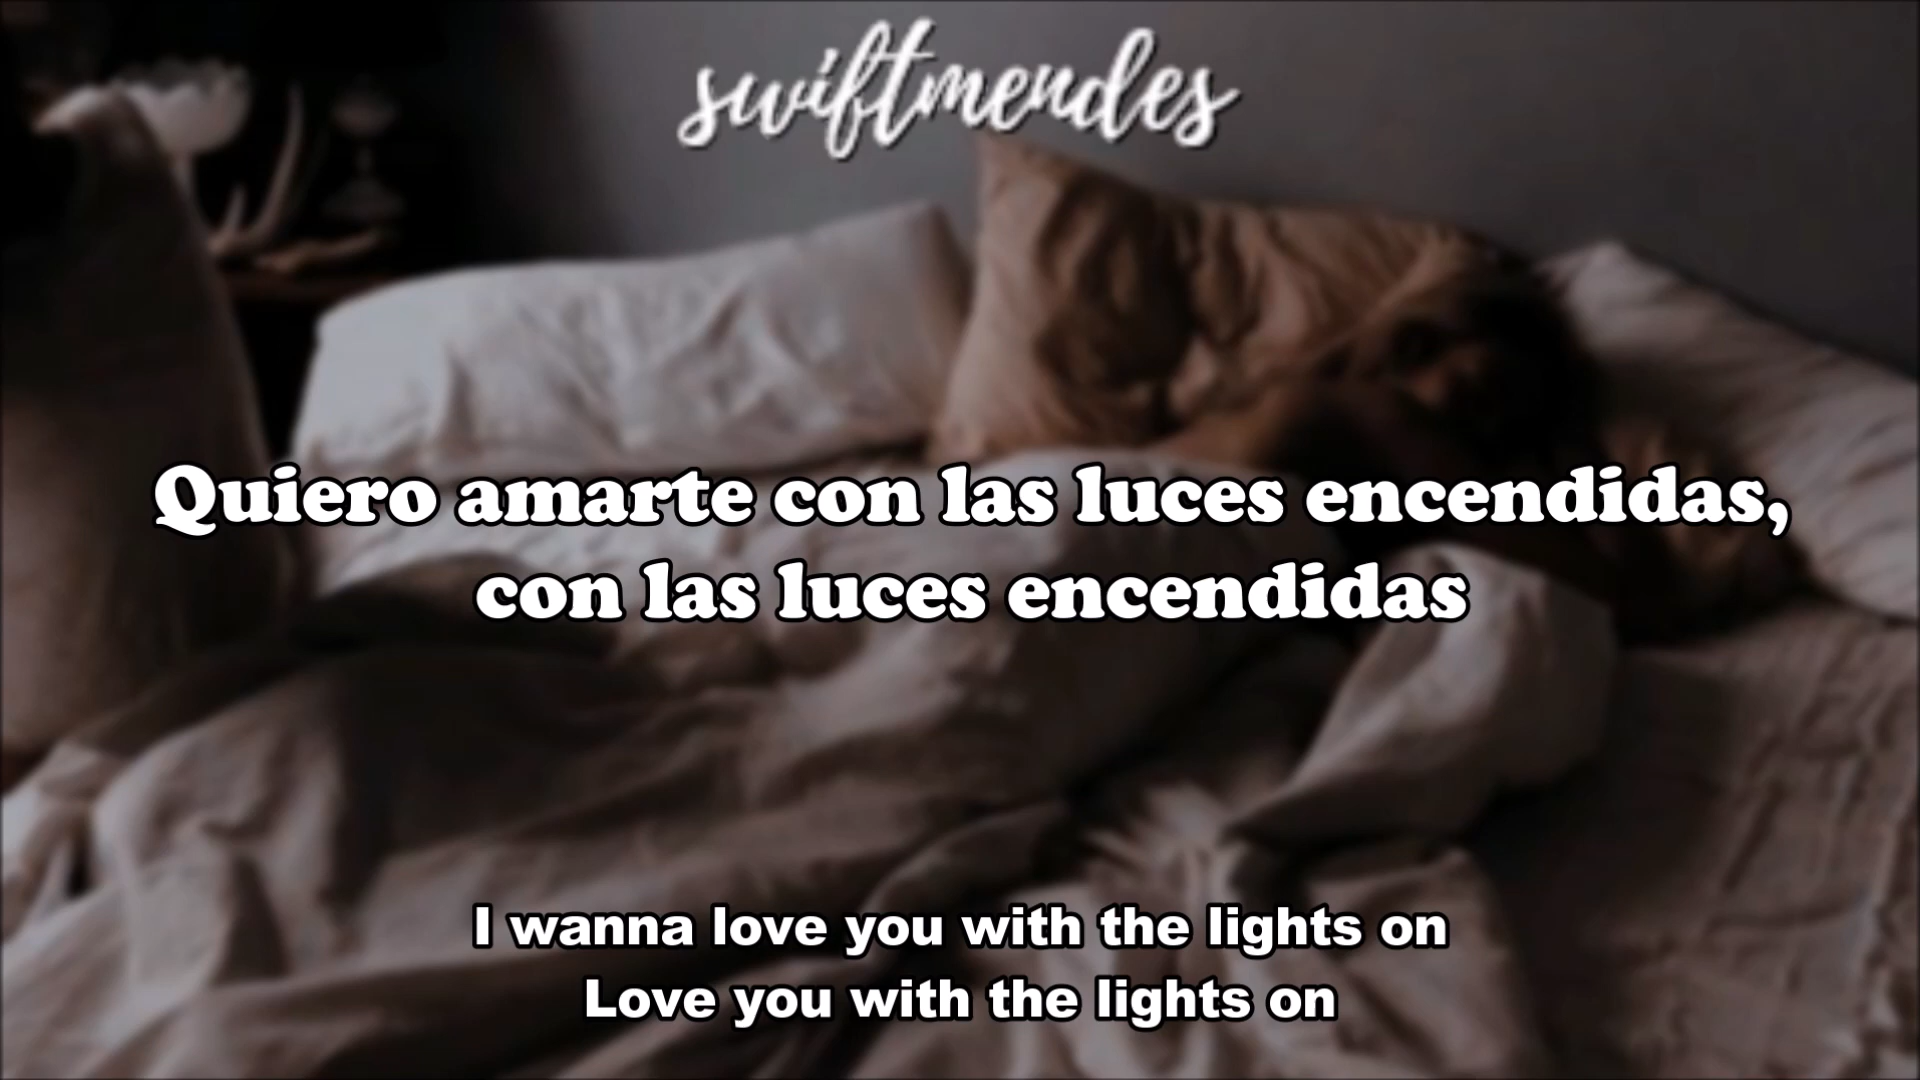 swiftmendes
Quiero amarte con las luces encendidas,
con las luces encendidas
I wanna love you with the lights on
Love you with the lights on